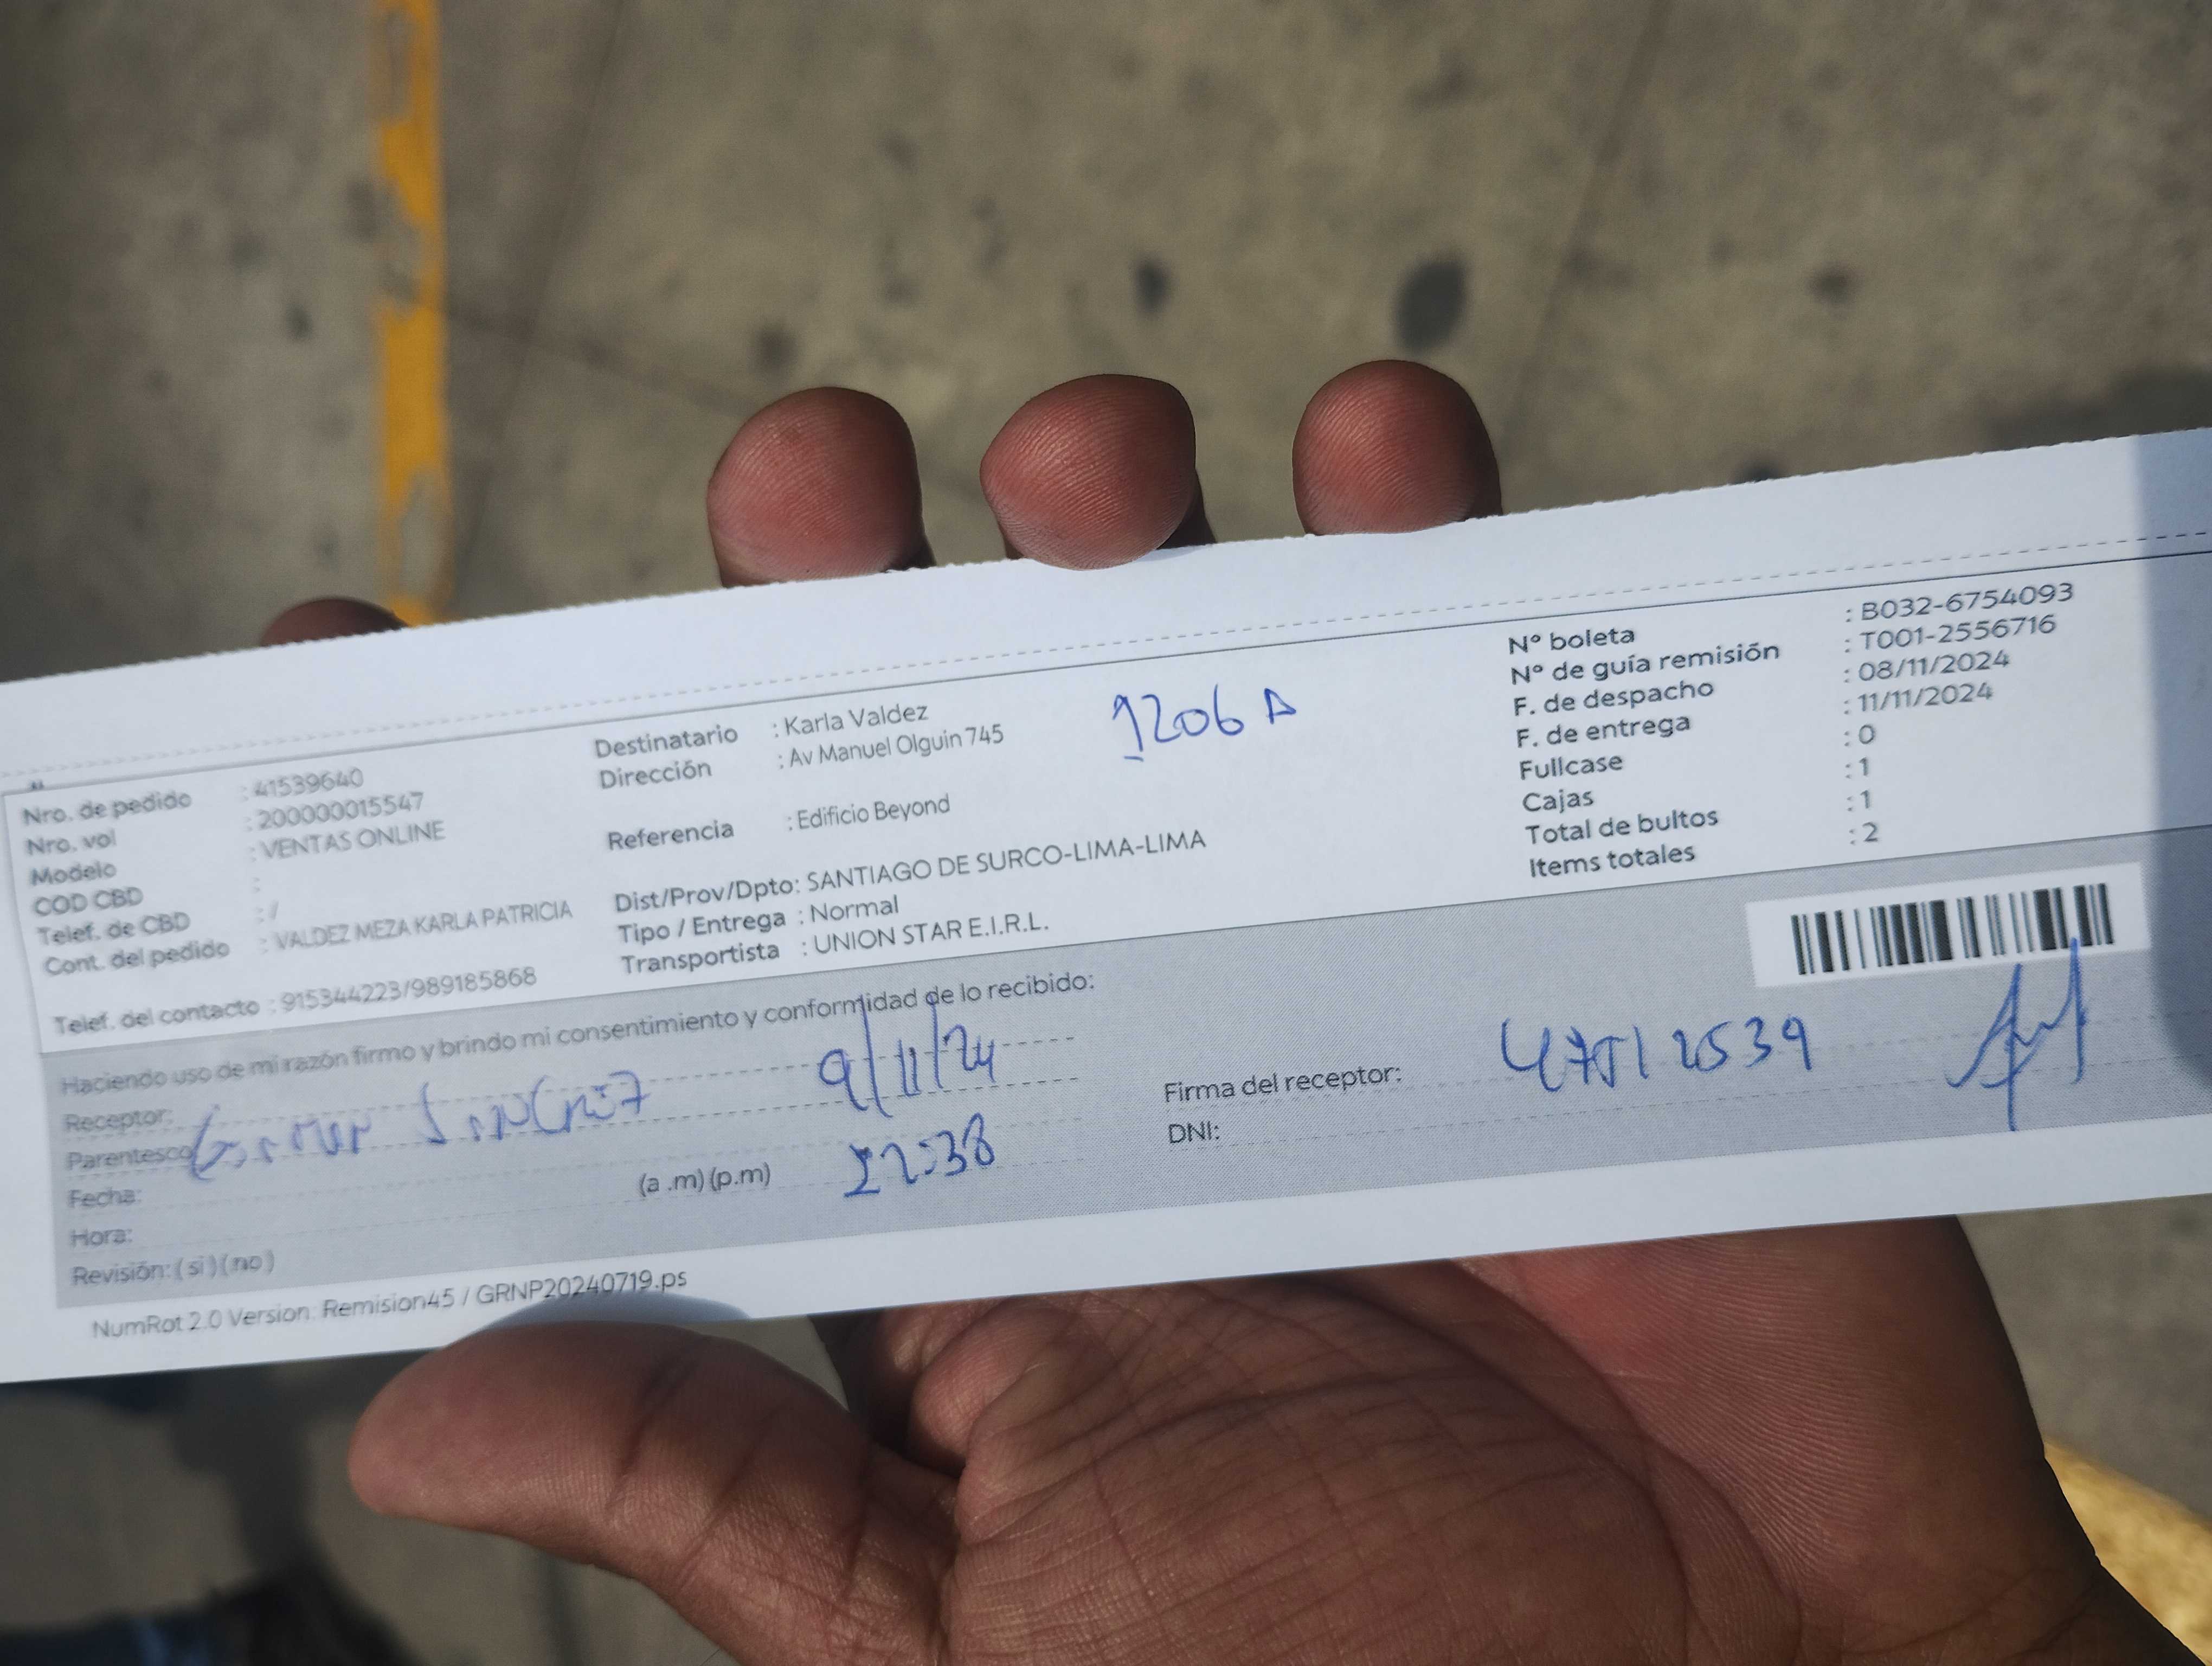 Nro. de pedido : 41539640
Nro. vol : 200000015547
Modelo : VENTAS ONLINE
COD CBD :
Telef. de CBD : /
Cont. del pedido : VALDEZ MEZA KARLA PATRICIA
Telef. del contacto : 915344223/989185868
Destinatario : Karla Valdez
Dirección : Av Manuel Olguin 745
1206 A
Referencia : Edificio Beyond
Dist/Prov/Dpto: SANTIAGO DE SURCO-LIMA-LIMA
Tipo / Entrega : Normal
Transportista : UNION STAR E.I.R.L.
Nº boleta : B032-6754093
Nº de guía remisión : T001-2556716
F. de despacho : 08/11/2024
F. de entrega : 11/11/2024
Fullcase : 0
Cajas : 1
Total de bultos : 1
Items totales : 2
Haciendo uso de mi razón firmo y brindo mi consentimiento y conformidad de lo recibido:
Receptor:
Parentesco
Fecha: 9/11/24
Hora: (a .m) (p.m) :38
Revisión: ( si ) ( no )
Firma del receptor:
DNI:
NumRot 2.0 Version: Remision45 / GRNP20240719.ps